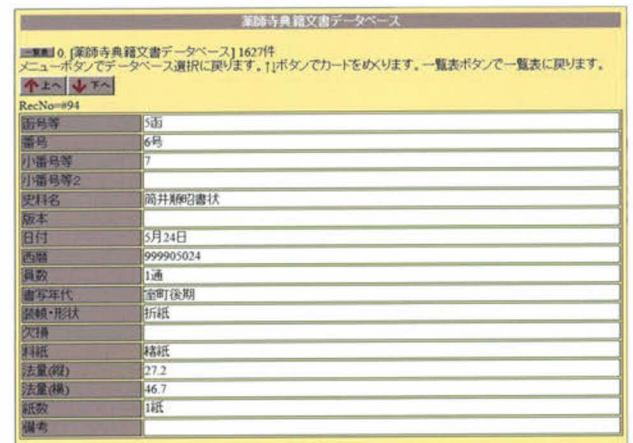 薬師寺典籍文書データベース
一覧表 0. [薬師寺典籍文書データベース] 1627件
メニューボタンでデータベース選択に戻ります。↑↓ボタンでカードをめくります。一覧表ボタンで一覧表に戻ります。
上へ 下へ
RecNo=#94
函号等 5函
番号 6号
小番号等 7
小番号等2
史料名 筒井順昭書状
版本
日付 5月24日
西暦 999905024
員数 1通
書写年代 室町後期
装幀・形状 折紙
欠損
料紙 楮紙
法量(縦) 27.2
法量(横) 46.7
紙数 1紙
備考